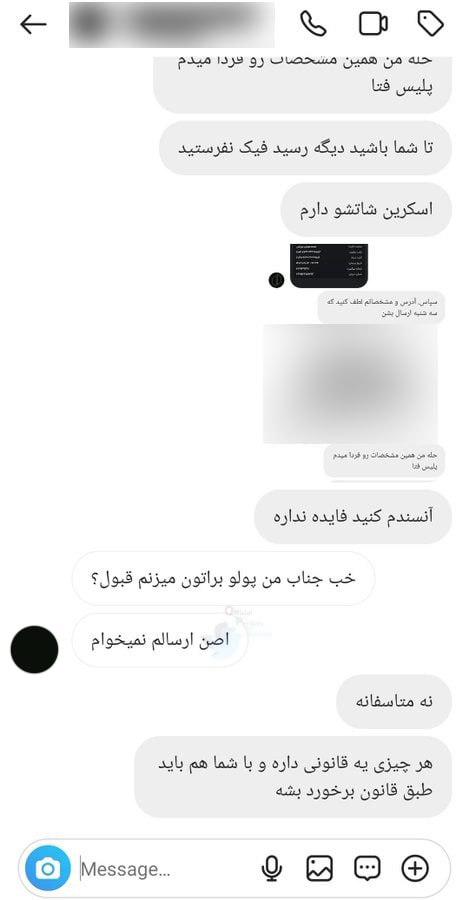 حله من همین مشخصات رو فردا میدم
پلیس فتا
تا شما باشید دیگه رسید فیک نفرستید
اسکرین شاتشو دارم
سپاس. آدرس و مشخصاتم لطف کنید که
سه شنبه ارسال بشن
حله من همین مشخصات رو فردا میدم
پلیس فتا
آنسندم کنید فایده نداره
خب جناب من پولو براتون میزنم قبول؟
اصن ارسالم نمیخوام
نه متاسفانه
هر چیزی یه قانونی داره و با شما هم باید
طبق قانون برخورد بشه
Message...